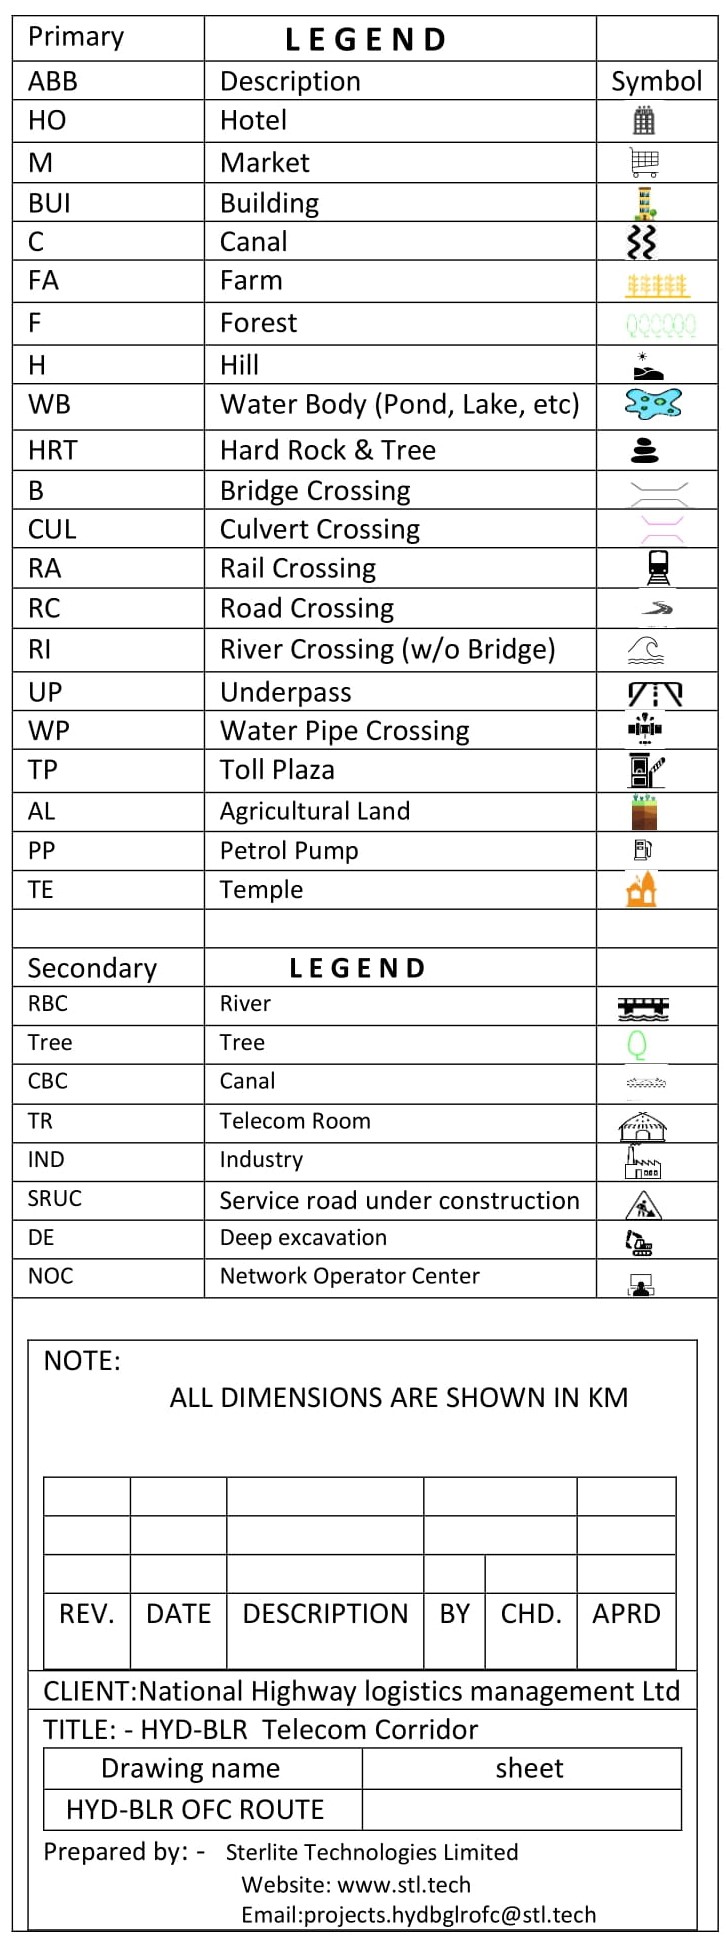 Primary LEGEND
ABB Description Symbol
HO Hotel
M Market
BUI Building
C Canal
FA Farm
F Forest
H Hill
WB Water Body (Pond, Lake, etc)
HRT Hard Rock & Tree
B Bridge Crossing
CUL Culvert Crossing
RA Rail Crossing
RC Road Crossing
RI River Crossing (w/o Bridge)
UP Underpass
WP Water Pipe Crossing
TP Toll Plaza
AL Agricultural Land
PP Petrol Pump
TE Temple
Secondary LEGEND
RBC River
Tree Tree
CBC Canal
TR Telecom Room
IND Industry
SRUC Service road under construction
DE Deep excavation
NOC Network Operator Center
NOTE:
ALL DIMENSIONS ARE SHOWN IN KM
REV. DATE DESCRIPTION BY CHD. APRD
CLIENT:National Highway logistics management Ltd
TITLE: - HYD-BLR Telecom Corridor
Drawing name sheet
HYD-BLR OFC ROUTE
Prepared by: - Sterlite Technologies Limited
Website: www.stl.tech
Email:projects.hydbglrofc@stl.tech